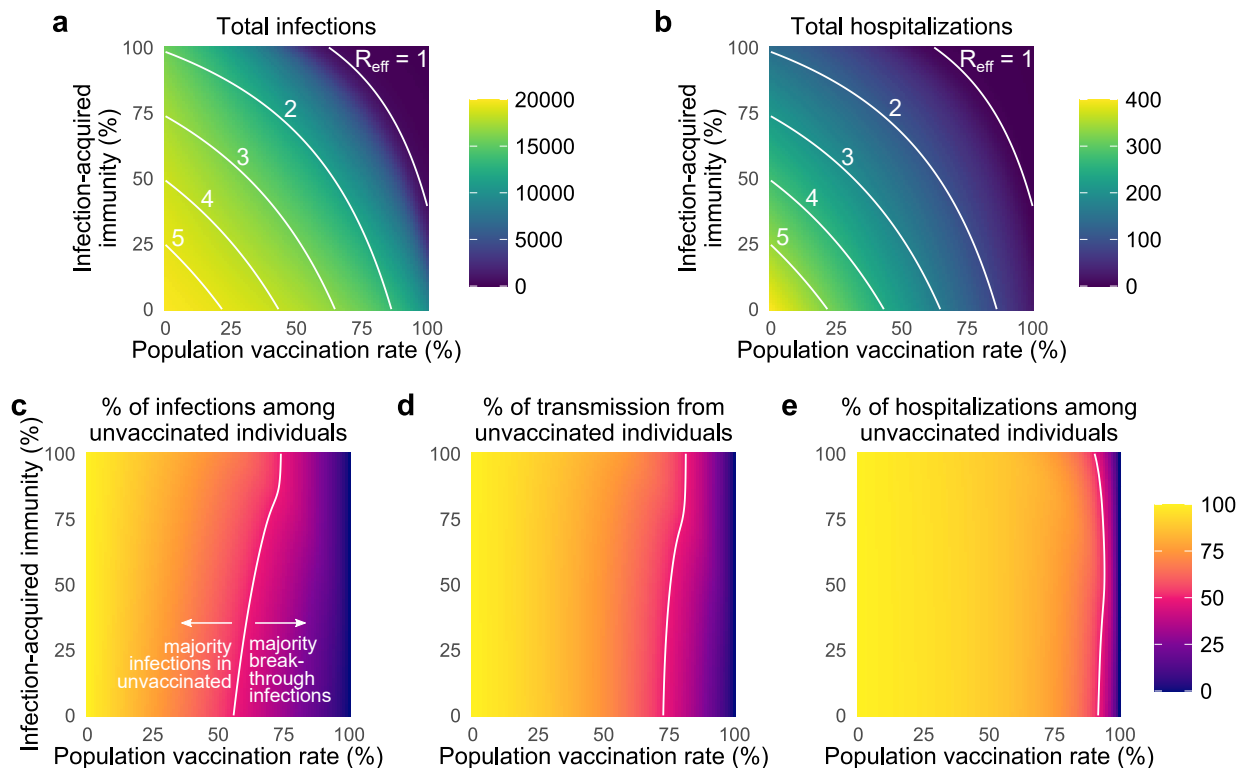 a
Total infections
Infection-acquired
immunity (%)
100
75
50
25
0
R_eff = 1
2
3
4
5
0
25
50
75
100
Population vaccination rate (%)
20000
15000
10000
5000
0
b
Total hospitalizations
Infection-acquired
immunity (%)
100
75
50
25
0
R_eff = 1
2
3
4
5
0
25
50
75
100
Population vaccination rate (%)
400
300
200
100
0
c
% of infections among
unvaccinated individuals
Infection-acquired immunity (%)
100
75
50
25
0
majority
infections in
unvaccinated
majority
break-
through
infections
0
25
50
75
100
Population vaccination rate (%)
d
% of transmission from
unvaccinated individuals
100
75
50
25
0
0
25
50
75
100
Population vaccination rate (%)
e
% of hospitalizations among
unvaccinated individuals
100
75
50
25
0
0
25
50
75
100
Population vaccination rate (%)
100
75
50
25
0